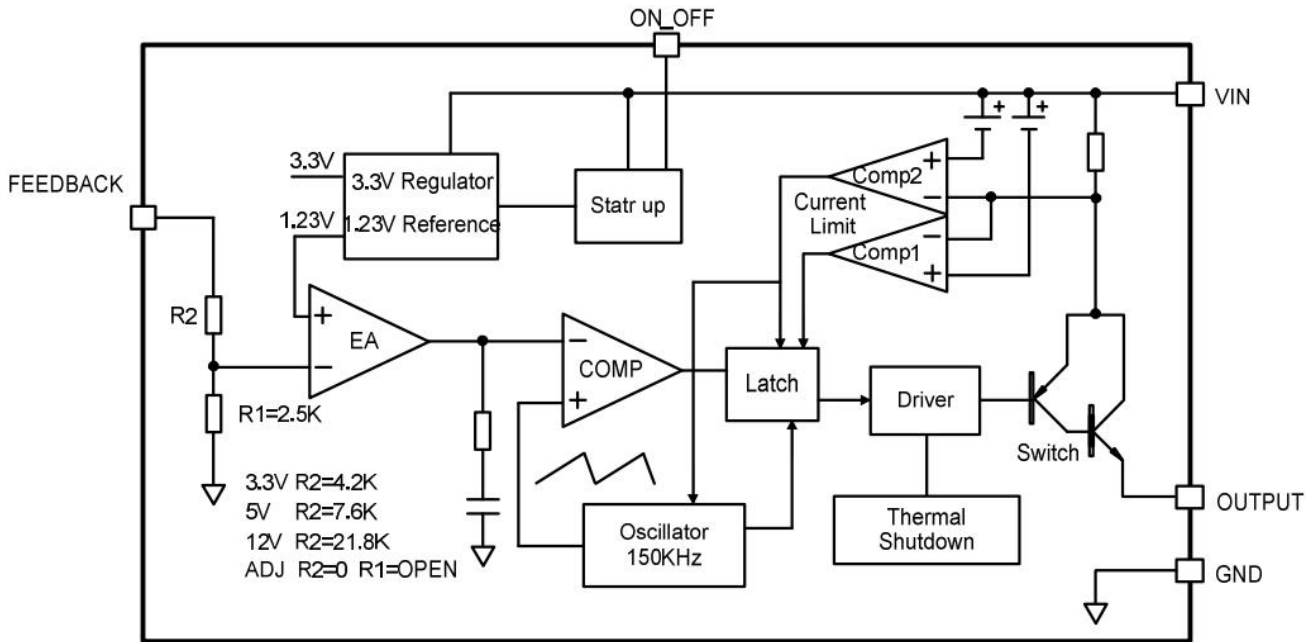 ON_OFF
VIN
FEEDBACK
3.3V
3.3V Regulator
1.23V
1.23V Reference
Statr up
+
+
+
Comp2
−
Current
Limit
−
Comp1
+
R2
+
EA
−
R1=2.5K
−
COMP
+
Latch
Driver
Switch
3.3V R2=4.2K
5V R2=7.6K
12V R2=21.8K
ADJ R2=0 R1=OPEN
Oscillator
150KHz
Thermal
Shutdown
OUTPUT
GND